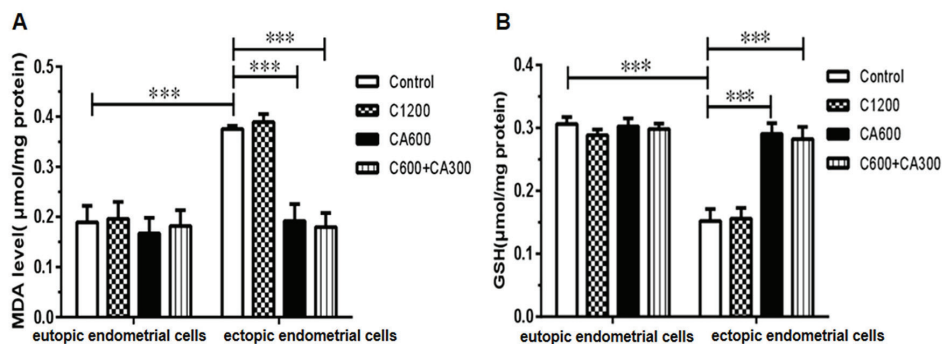 A
MDA level( μmol/mg protein)
0.5
0.4
0.3
0.2
0.1
0.0
***
***
***
Control
C1200
CA600
C600+CA300
eutopic endometrial cells
ectopic endometrial cells
B
GSH(μmol/mg protein)
0.4
0.3
0.2
0.1
0.0
***
***
***
Control
C1200
CA600
C600+CA300
eutopic endometrial cells
ectopic endometrial cells